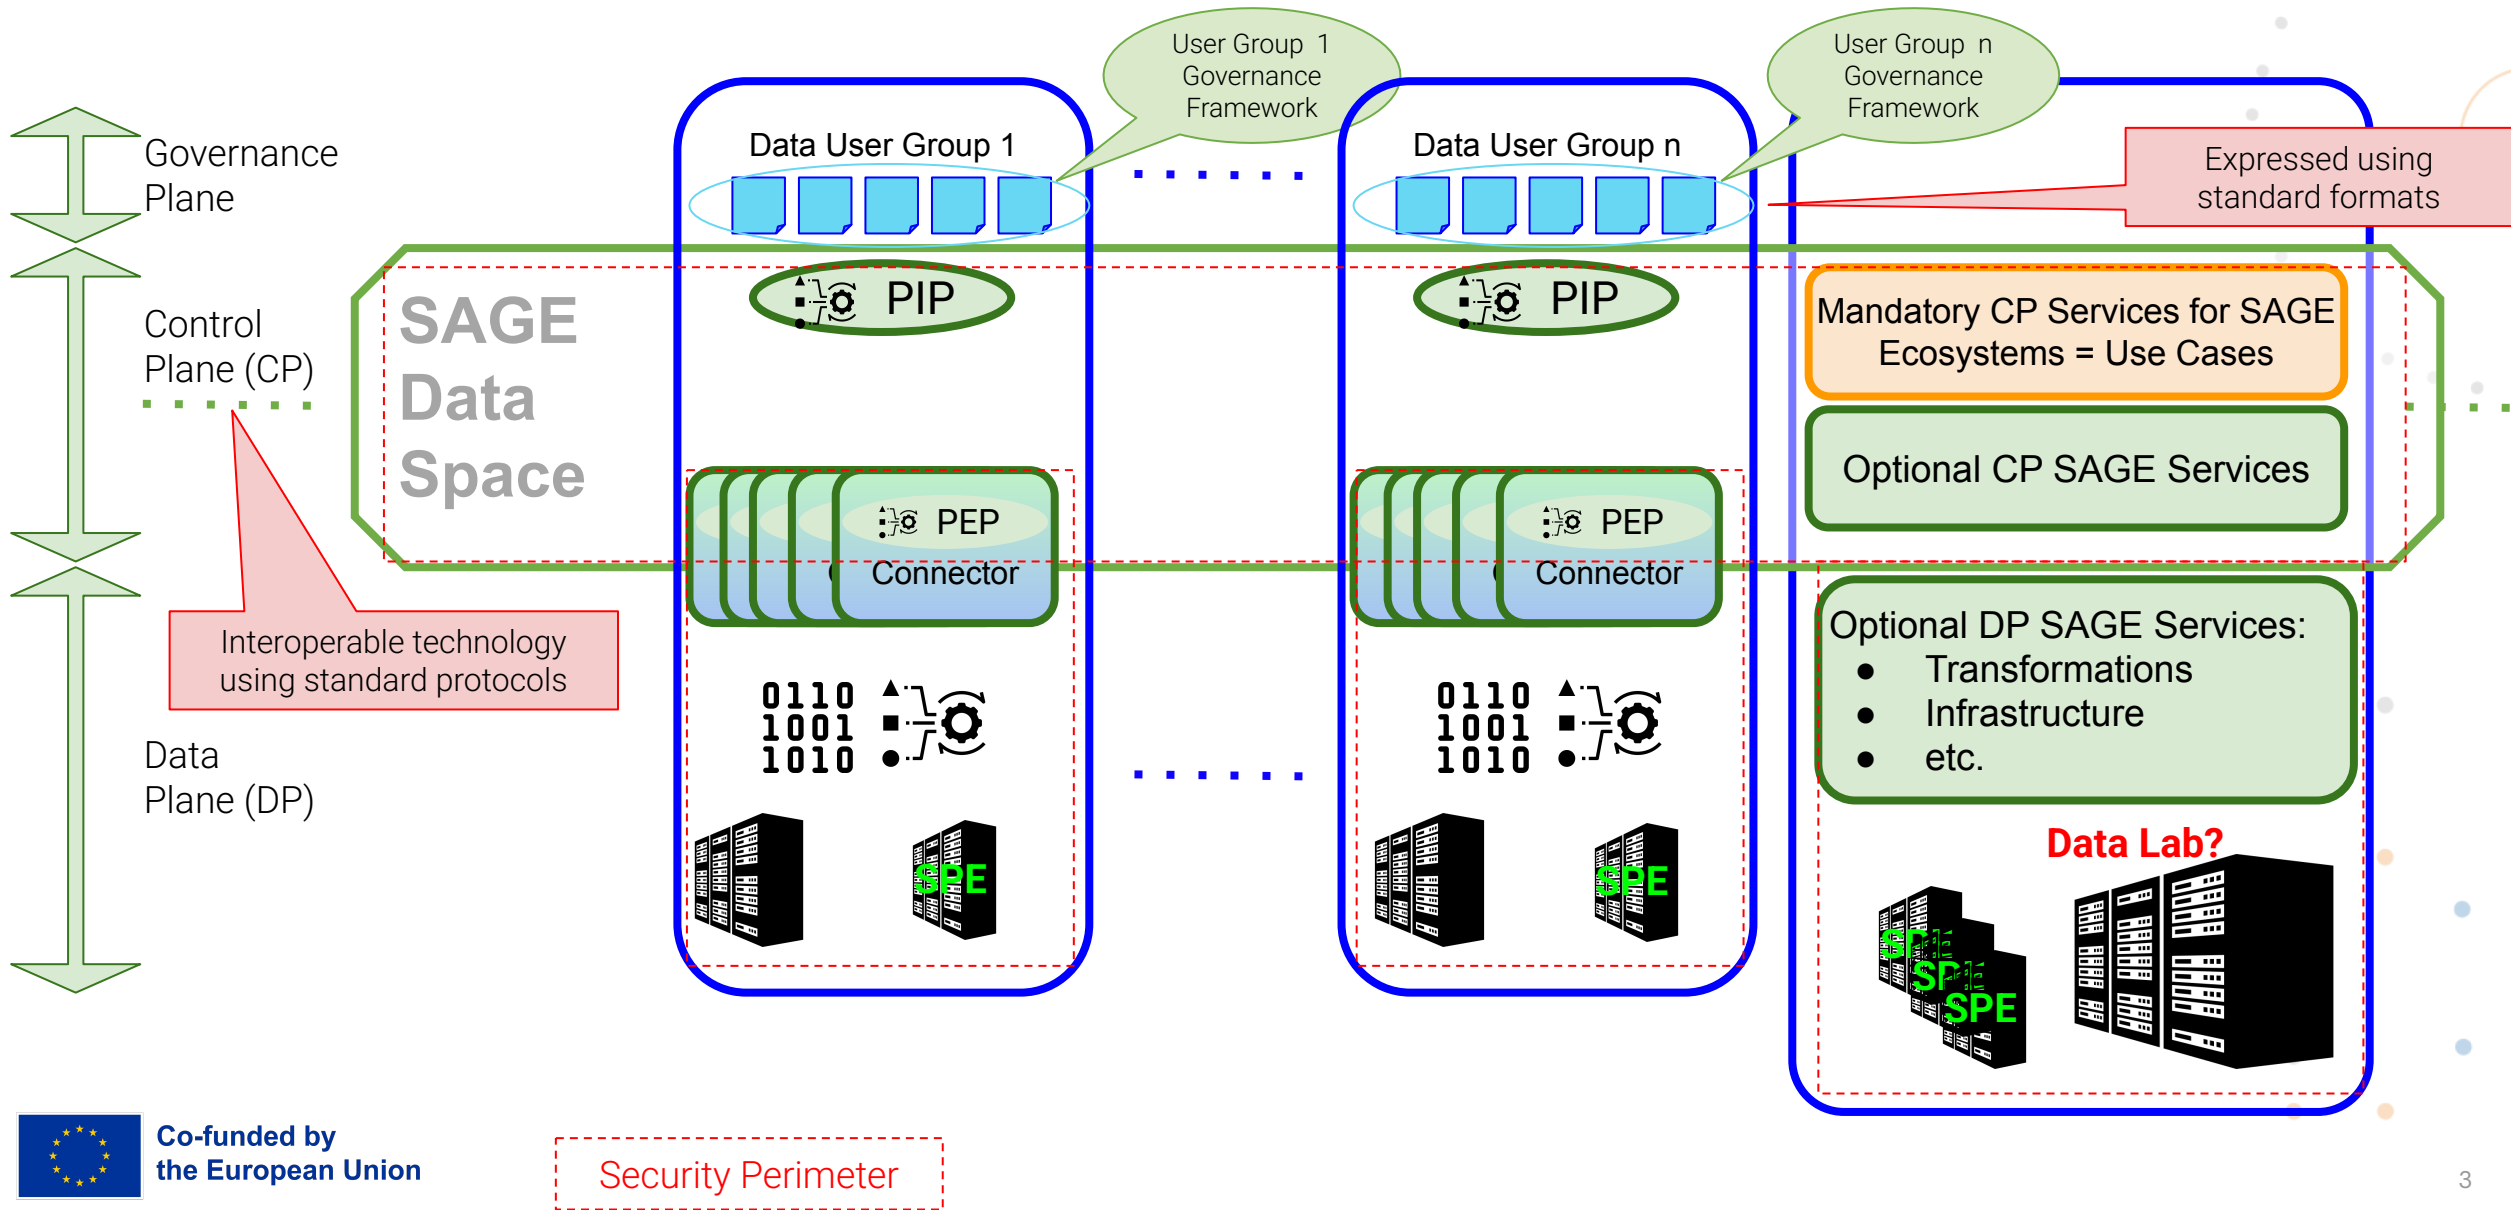 User Group 1
Governance
Framework
User Group n
Governance
Framework
Governance
Plane
Data User Group 1
Data User Group n
Expressed using
standard formats
Control
Plane (CP)
SAGE
Data
Space
PIP
PIP
Mandatory CP Services for SAGE
Ecosystems = Use Cases
Optional CP SAGE Services
PEP
Connector
PEP
Connector
Interoperable technology
using standard protocols
Optional DP SAGE Services:
● Transformations
● Infrastructure
● etc.
Data
Plane (DP)
0110
1001
1010
0110
1001
1010
SPE
SPE
Data Lab?
SPE
SPE
SPE
Co-funded by
the European Union
Security Perimeter
3